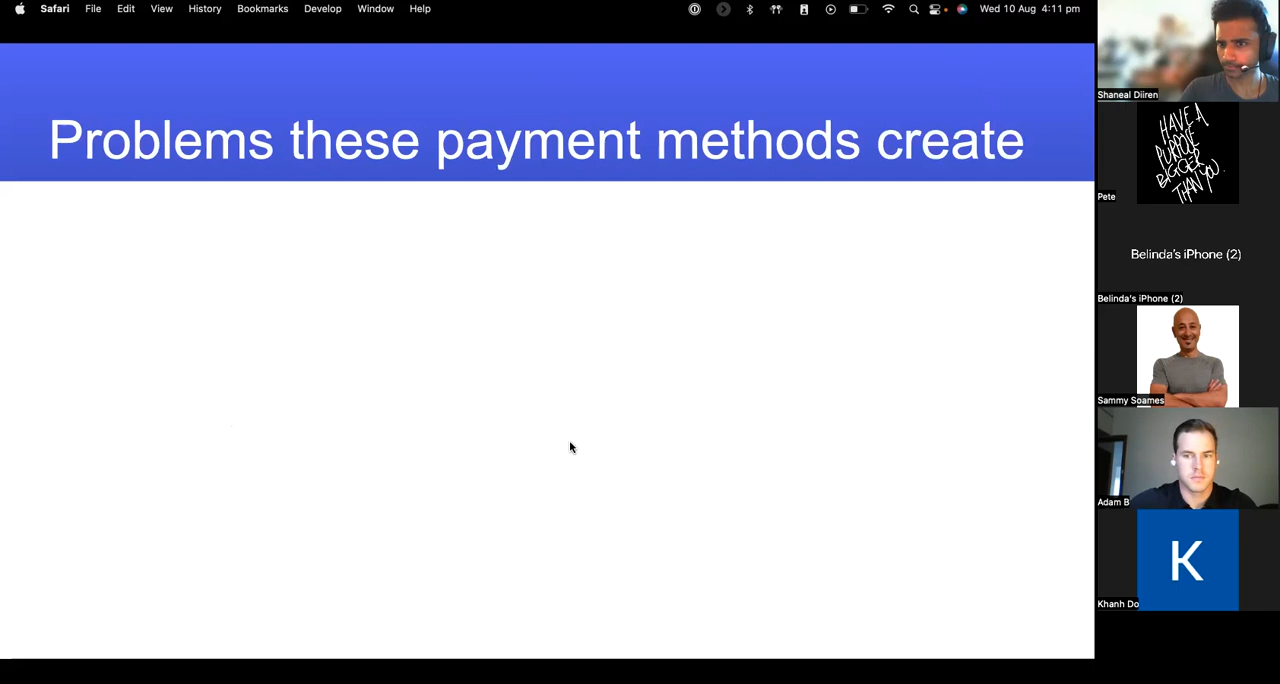 Safari File Edit View History Bookmarks Develop Window Help Wed 10 Aug 4:11 pm
Problems these payment methods create
Shaneal Diiren
HAVE A
PURPOSE
BIGGER
THAN YOU.
Pete
Belinda's iPhone (2)
Belinda's iPhone (2)
Sammy Soames
Adam B
K
Khanh Do